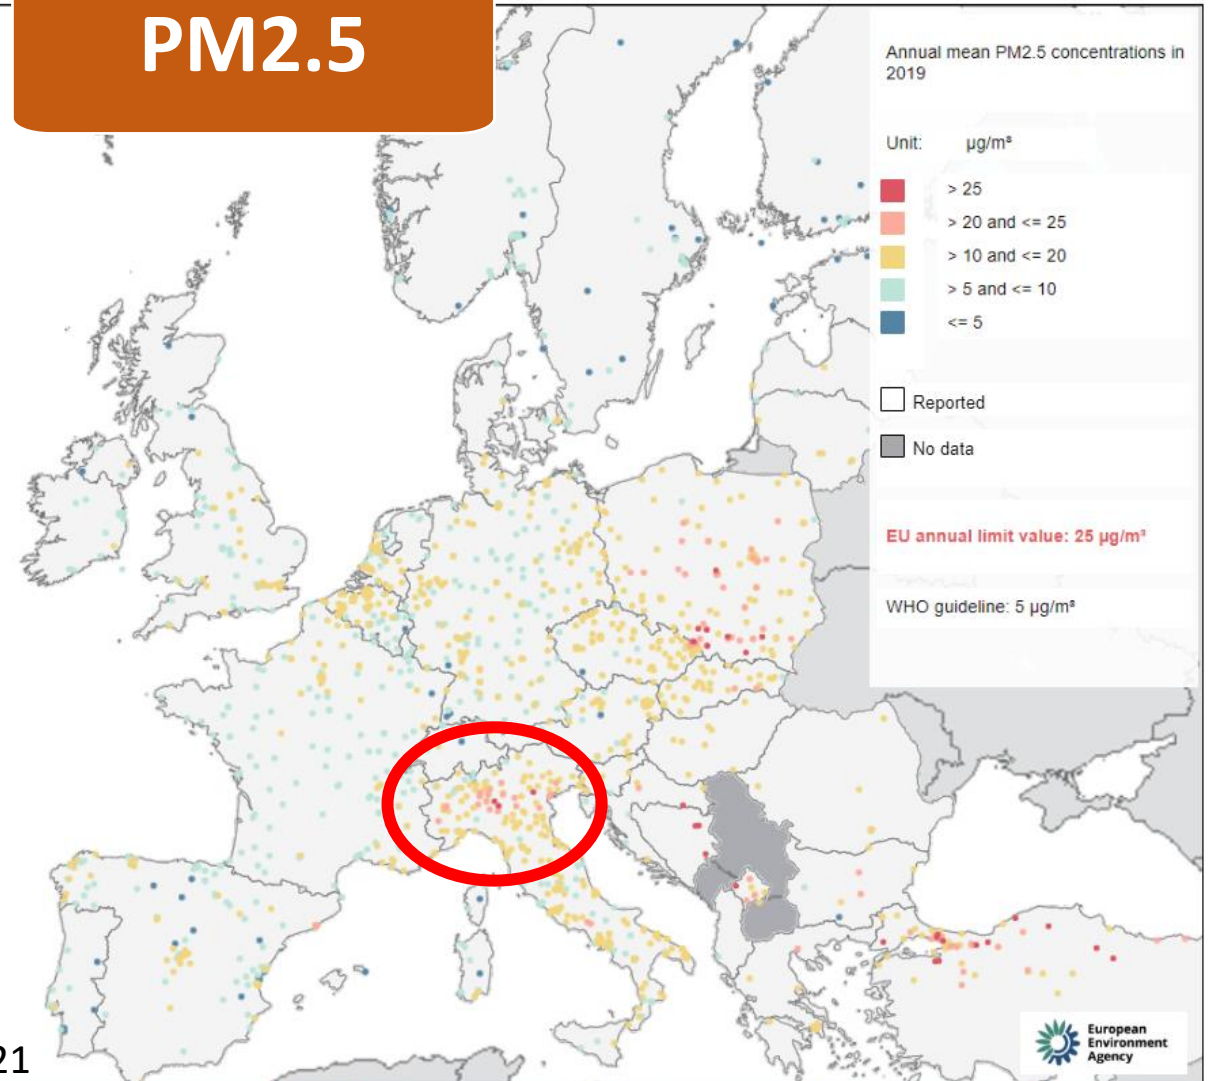 PM2.5
Annual mean PM2.5 concentrations in
2019
Unit: µg/m³
> 25
> 20 and <= 25
> 10 and <= 20
> 5 and <= 10
<= 5
Reported
No data
EU annual limit value: 25 µg/m³
WHO guideline: 5 µg/m³
European
Environment
Agency
21